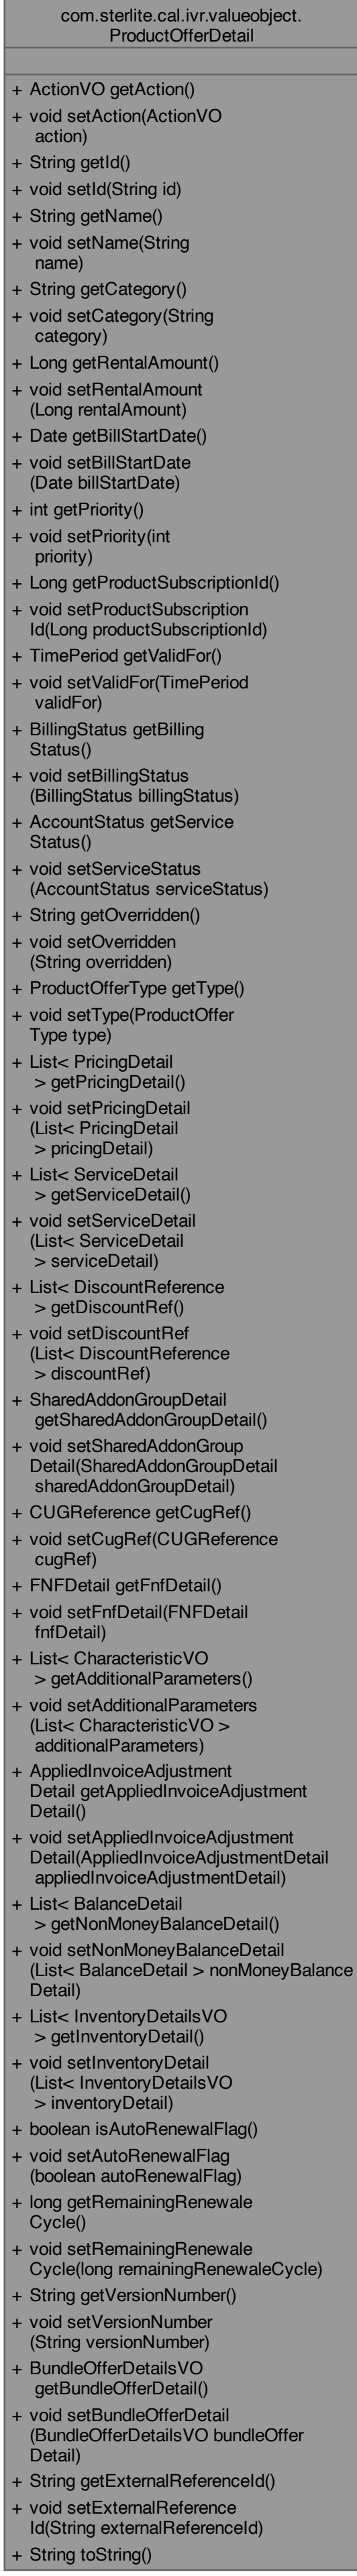 com.sterlite.cal.ivr.valueobject.
ProductOfferDetail
+ ActionVO getAction()
+ void setAction(ActionVO
action)
+ String getId()
+ void setId(String id)
+ String getName()
+ void setName(String
name)
+ String getCategory()
+ void setCategory(String
category)
+ Long getRentalAmount()
+ void setRentalAmount
(Long rentalAmount)
+ Date getBillStartDate()
+ void setBillStartDate
(Date billStartDate)
+ int getPriority()
+ void setPriority(int
priority)
+ Long getProductSubscriptionId()
+ void setProductSubscription
Id(Long productSubscriptionId)
+ TimePeriod getValidFor()
+ void setValidFor(TimePeriod
validFor)
+ BillingStatus getBilling
Status()
+ void setBillingStatus
(BillingStatus billingStatus)
+ AccountStatus getService
Status()
+ void setServiceStatus
(AccountStatus serviceStatus)
+ String getOverridden()
+ void setOverridden
(String overridden)
+ ProductOfferType getType()
+ void setType(ProductOffer
Type type)
+ List< PricingDetail
> getPricingDetail()
+ void setPricingDetail
(List< PricingDetail
> pricingDetail)
+ List< ServiceDetail
> getServiceDetail()
+ void setServiceDetail
(List< ServiceDetail
> serviceDetail)
+ List< DiscountReference
> getDiscountRef()
+ void setDiscountRef
(List< DiscountReference
> discountRef)
+ SharedAddonGroupDetail
getSharedAddonGroupDetail()
+ void setSharedAddonGroup
Detail(SharedAddonGroupDetail
sharedAddonGroupDetail)
+ CUGReference getCugRef()
+ void setCugRef(CUGReference
cugRef)
+ FNFDetail getFnfDetail()
+ void setFnfDetail(FNFDetail
fnfDetail)
+ List< CharacteristicVO
> getAdditionalParameters()
+ void setAdditionalParameters
(List< CharacteristicVO >
additionalParameters)
+ AppliedInvoiceAdjustment
Detail getAppliedInvoiceAdjustment
Detail()
+ void setAppliedInvoiceAdjustment
Detail(AppliedInvoiceAdjustmentDetail
appliedInvoiceAdjustmentDetail)
+ List< BalanceDetail
> getNonMoneyBalanceDetail()
+ void setNonMoneyBalanceDetail
(List< BalanceDetail > nonMoneyBalance
Detail)
+ List< InventoryDetailsVO
> getInventoryDetail()
+ void setInventoryDetail
(List< InventoryDetailsVO
> inventoryDetail)
+ boolean isAutoRenewalFlag()
+ void setAutoRenewalFlag
(boolean autoRenewalFlag)
+ long getRemainingRenewale
Cycle()
+ void setRemainingRenewale
Cycle(long remainingRenewaleCycle)
+ String getVersionNumber()
+ void setVersionNumber
(String versionNumber)
+ BundleOfferDetailsVO
getBundleOfferDetail()
+ void setBundleOfferDetail
(BundleOfferDetailsVO bundleOffer
Detail)
+ String getExternalReferenceId()
+ void setExternalReference
Id(String externalReferenceId)
+ String toString()